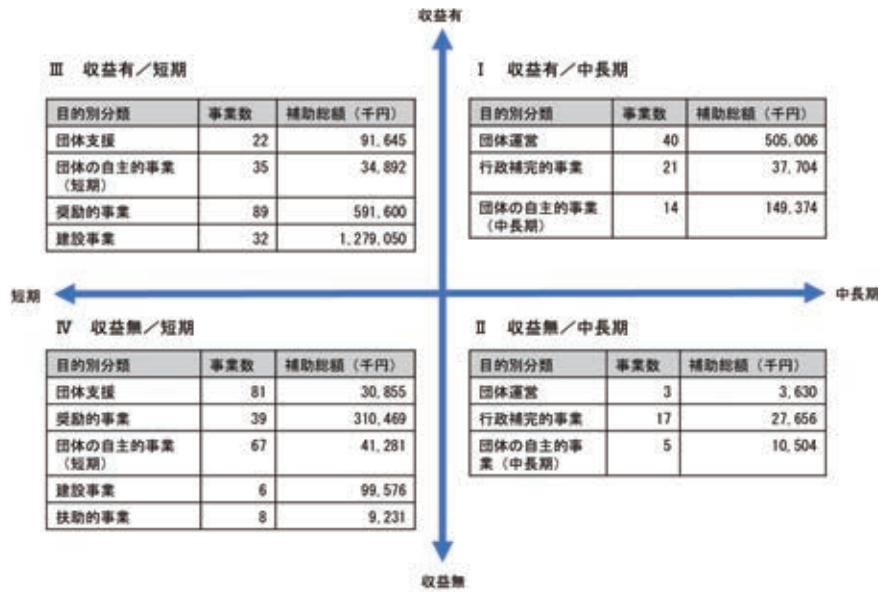 収益有
Ⅲ 収益有/短期
目的別分類 事業数 補助総額(千円)
団体支援 22 91,645
団体の自主的事業 35 34,892
(短期)
奨励的事業 89 591,600
建設事業 32 1,279,050
Ⅰ 収益有/中長期
目的別分類 事業数 補助総額(千円)
団体運営 40 505,006
行政補完的事業 21 37,704
団体の自主的事業 14 149,374
(中長期)
短期
中長期
Ⅳ 収益無/短期
目的別分類 事業数 補助総額(千円)
団体支援 81 30,855
奨励的事業 39 310,469
団体の自主的事業 67 41,281
(短期)
建設事業 6 99,576
扶助的事業 8 9,231
Ⅱ 収益無/中長期
目的別分類 事業数 補助総額(千円)
団体運営 3 3,630
行政補完的事業 17 27,656
団体の自主的事 5 10,504
業(中長期)
収益無